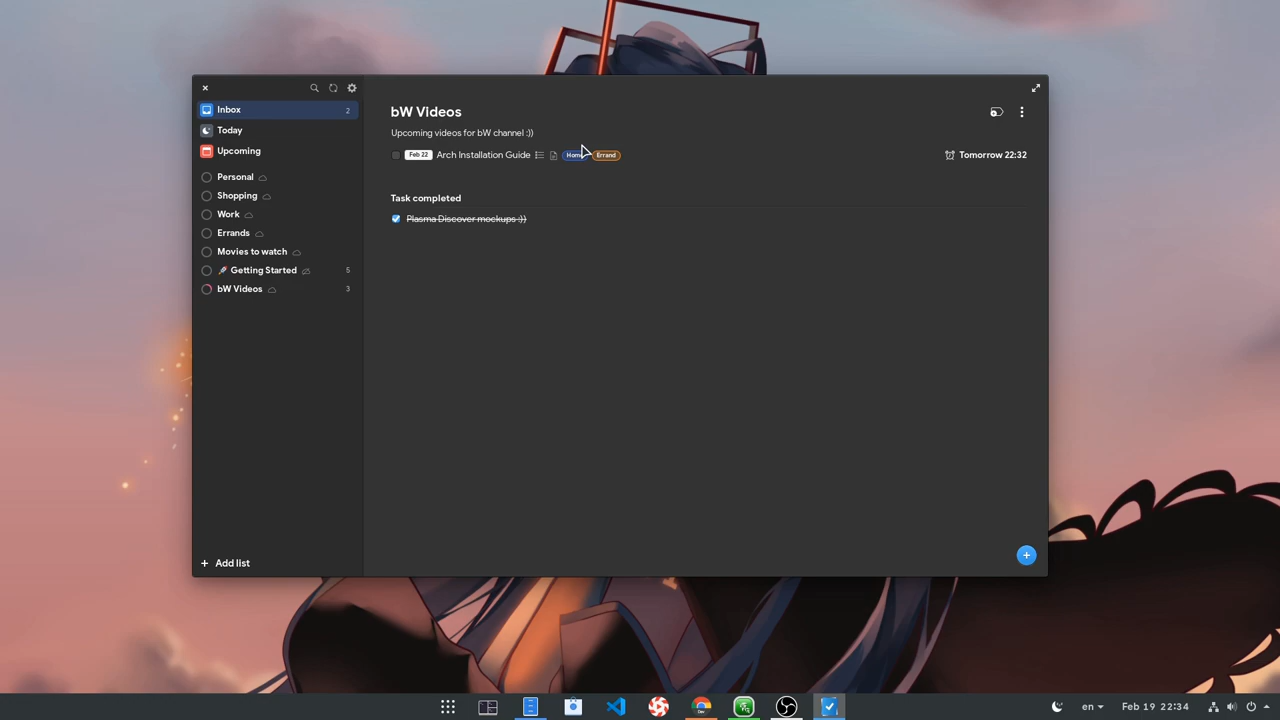 Inbox 2
Today
Upcoming
Personal
Shopping
Work
Errands
Movies to watch
🚀 Getting Started 5
bW Videos 3
Add list
bW Videos
Upcoming videos for bW channel :))
Feb 22 Arch Installation Guide Errand Tomorrow 22:32
Task completed
Plasma Discover mockups :))
en Feb 19 22:34